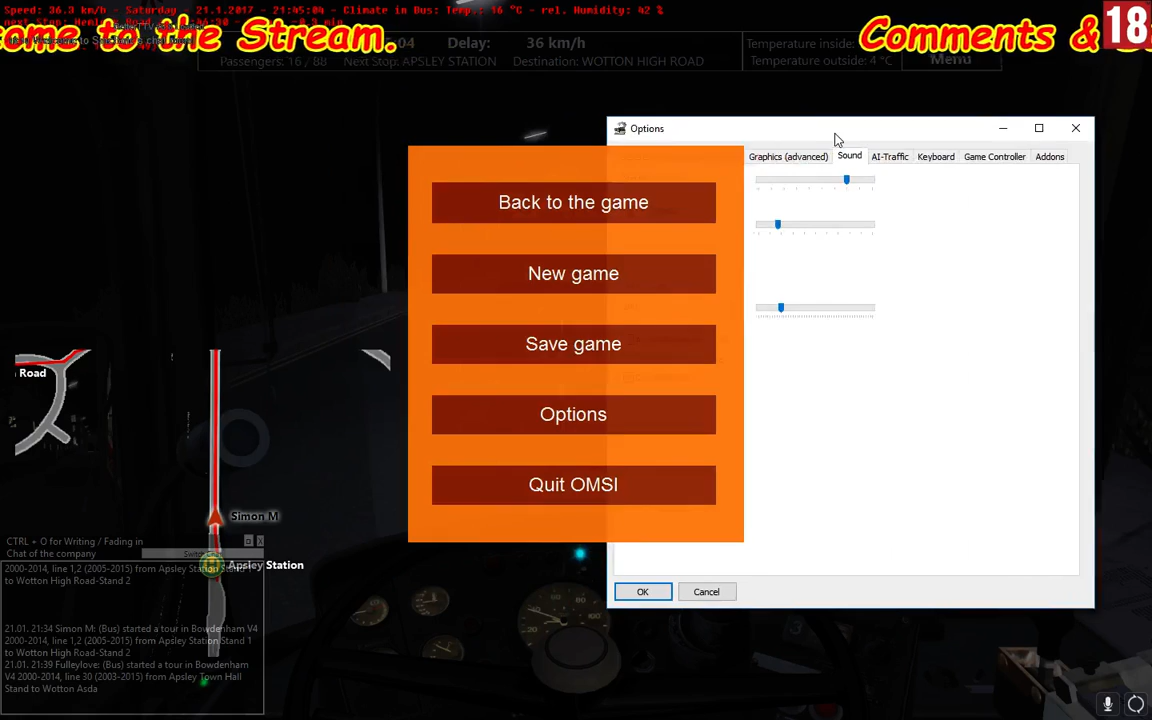 Speed: 36.3 km/h - Saturday 21.1.2017 - 21:45:04 - Climate in Bus: Temp.: 16 °C - rel. Humidity: 42 %
ome to the Stream.
Comments &
18
:04 Delay: 36 km/h
Temperature inside:
Passengers: 16 / 88 Next Stop: APSLEY STATION Destination: WOTTON HIGH ROAD
Temperature outside: 4 °C
Menu
Options
Graphics (advanced) Sound AI-Traffic Keyboard Game Controller Addons
Back to the game
New game
Save game
Options
Quit OMSI
OK Cancel
Road
Simon M
Apsley Station
CTRL + O for Writing / Fading in
Chat of the company
2000-2014, line 1,2 (2005-2015) from Apsley Station Stand 1
to Wotton High Road-Stand 2
21.01. 21:34 Simon M: (Bus) started a tour in Bowdenham V4
2000-2014, line 1,2 (2005-2015) from Apsley Station Stand 1
to Wotton High Road-Stand 2
21.01. 21:39 Fulleylove: (Bus) started a tour in Bowdenham
V4 2000-2014, line 30 (2003-2015) from Apsley Town Hall
Stand to Wotton Asda